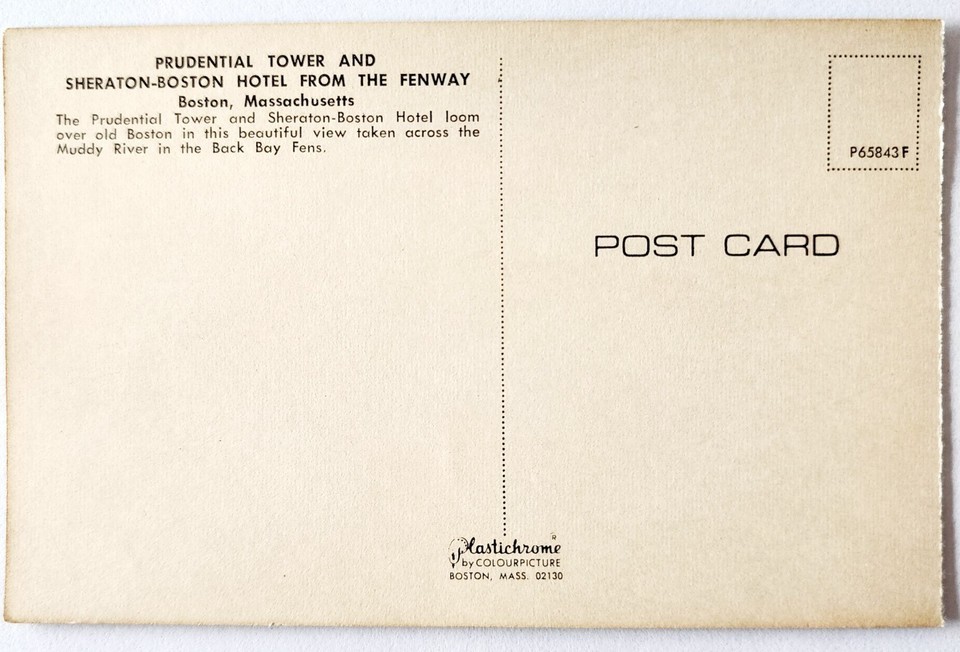 PRUDENTIAL TOWER AND
SHERATON-BOSTON HOTEL FROM THE FENWAY
Boston, Massachusetts
The Prudential Tower and Sheraton-Boston Hotel loom
over old Boston in this beautiful view taken across the
Muddy River in the Back Bay Fens.
P65843F
POST CARD
Plastichrome®
by COLOURPICTURE
BOSTON, MASS. 02130